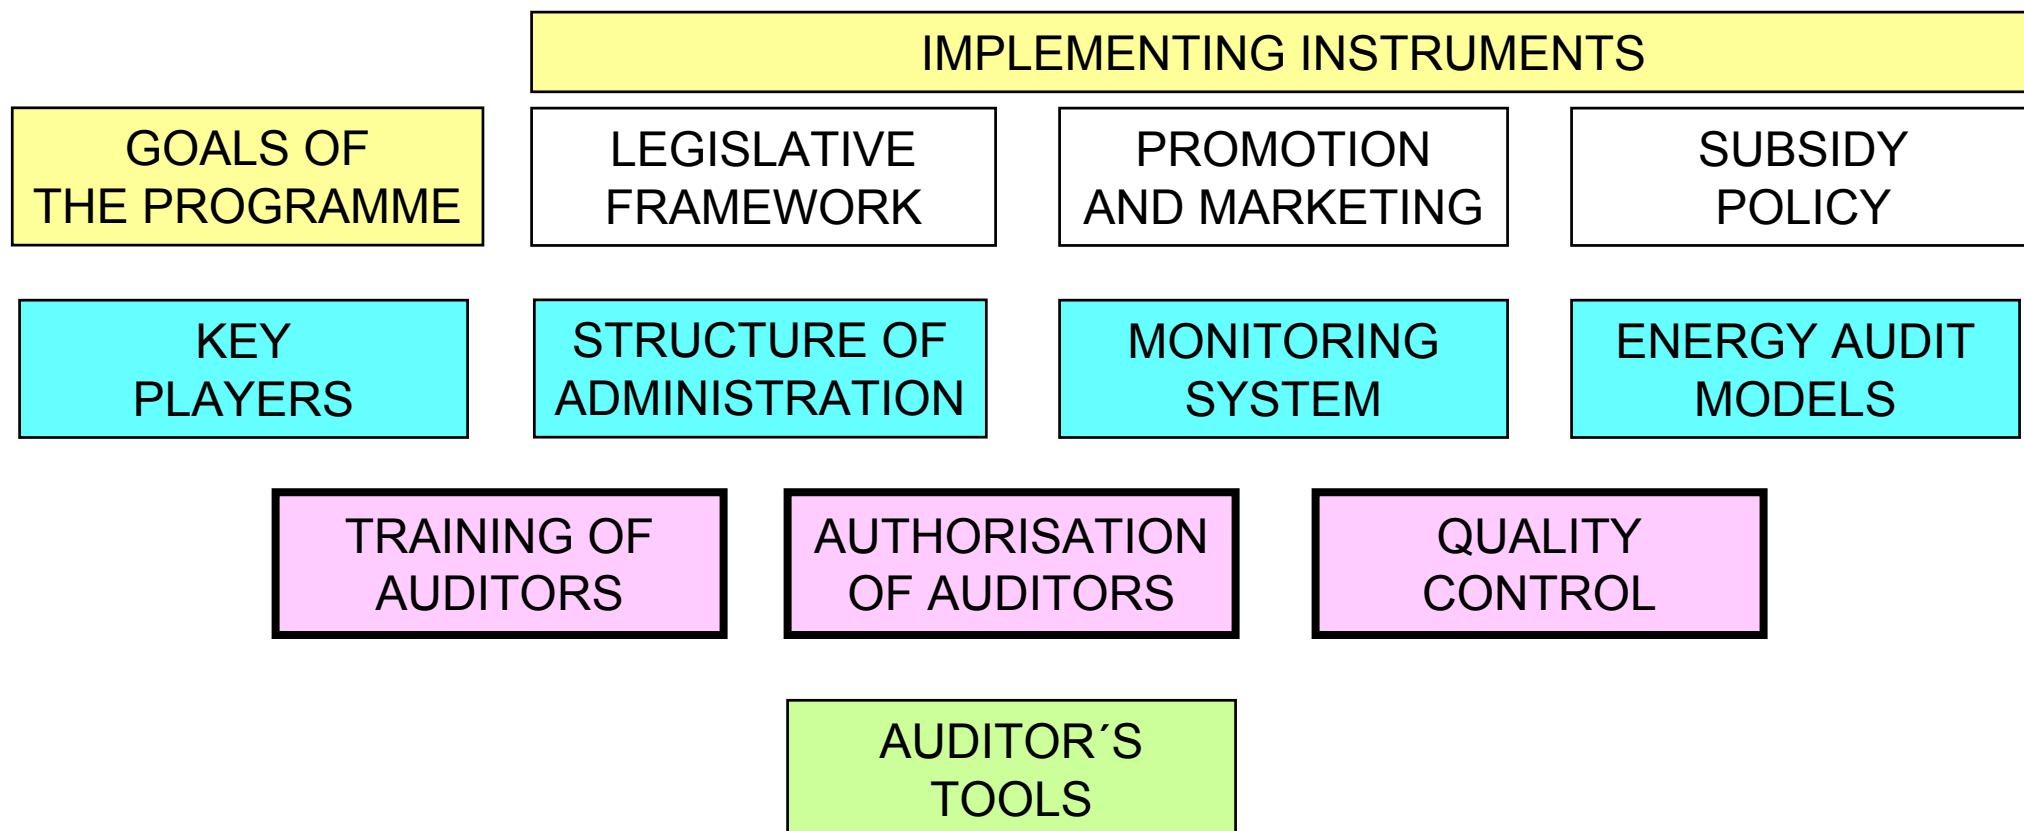 IMPLEMENTING INSTRUMENTS
GOALS OF
THE PROGRAMME
LEGISLATIVE
FRAMEWORK
PROMOTION
AND MARKETING
SUBSIDY
POLICY
KEY
PLAYERS
STRUCTURE OF
ADMINISTRATION
MONITORING
SYSTEM
ENERGY AUDIT
MODELS
TRAINING OF
AUDITORS
AUTHORISATION
OF AUDITORS
QUALITY
CONTROL
AUDITOR´S
TOOLS